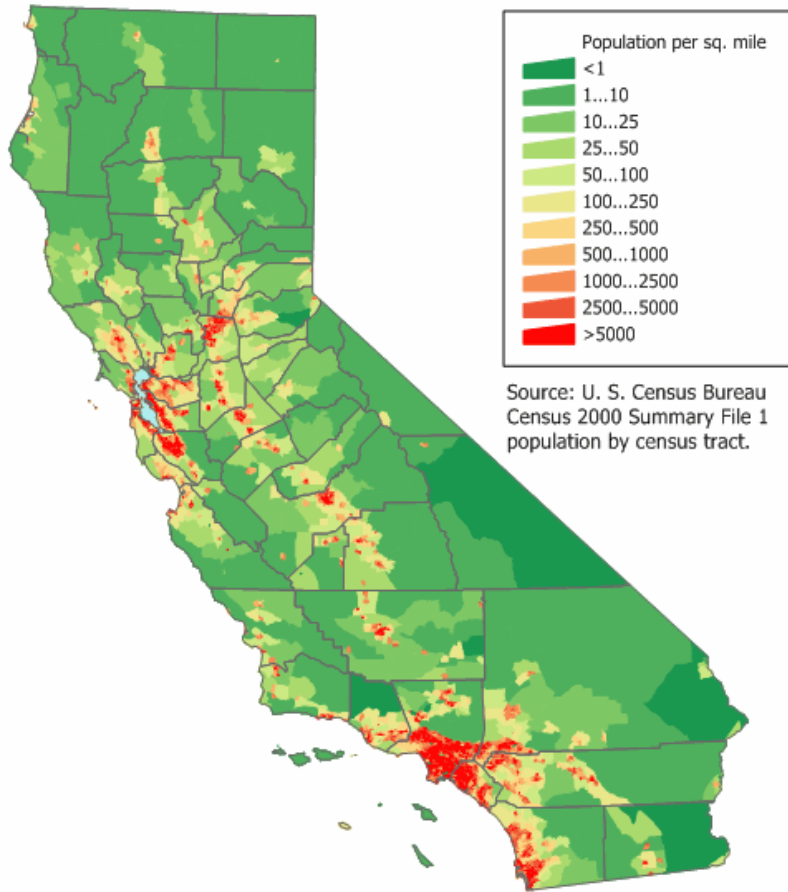 Population per sq. mile
<1
1...10
10...25
25...50
50...100
100...250
250...500
500...1000
1000...2500
2500...5000
>5000
Source: U. S. Census Bureau
Census 2000 Summary File 1
population by census tract.